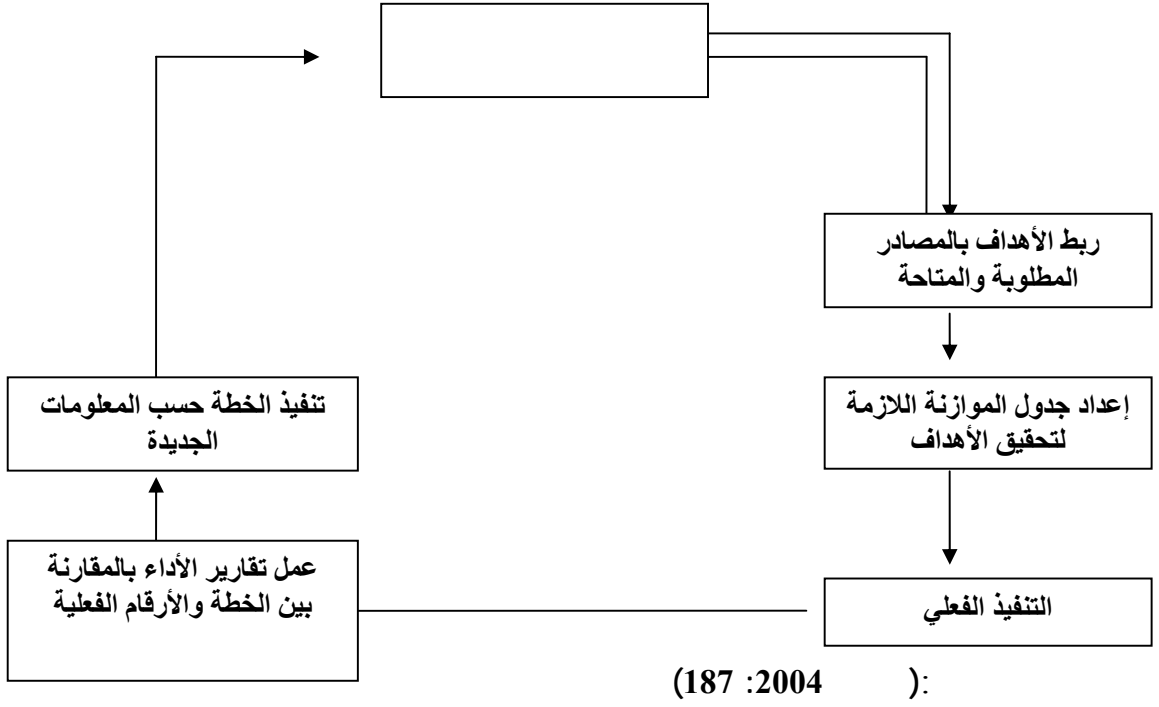 ربط الأهداف بالمصادر
المطلوبة والمتاحة
إعداد جدول الموازنة اللازمة
لتحقيق الأهداف
تنفيذ الخطة حسب المعلومات
الجديدة
التنفيذ الفعلي
عمل تقارير الأداء بالمقارنة
بين الخطة والأرقام الفعلية
:( 2004: 187)